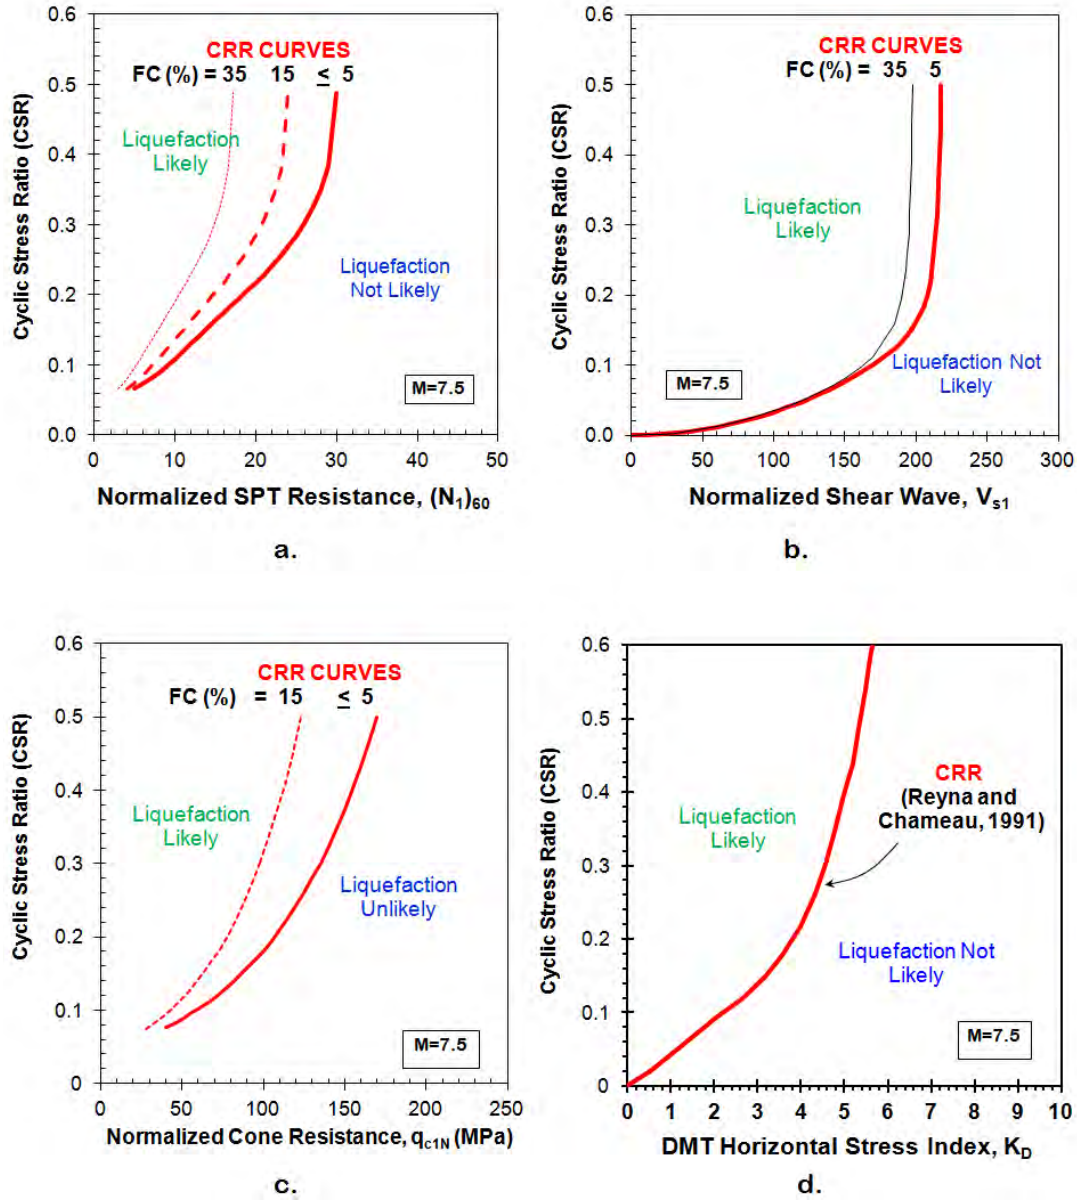 0.6
0.5
0.4
0.3
0.2
0.1
0.0
Cyclic Stress Ratio (CSR)
CRR CURVES
FC (%) = 35 15 ≤ 5
Liquefaction
Likely
Liquefaction
Not Likely
M=7.5
0 10 20 30 40 50
Normalized SPT Resistance, (N₁)₆₀
a.
0.6
0.5
0.4
0.3
0.2
0.1
0.0
Cyclic Stress Ratio (CSR)
CRR CURVES
FC (%) = 35 5
Liquefaction
Likely
Liquefaction Not
Likely
M=7.5
0 50 100 150 200 250 300
Normalized Shear Wave, Vₛ₁
b.
0.6
0.5
0.4
0.3
0.2
0.1
0
Cyclic Stress Ratio (CSR)
CRR CURVES
FC (%) = 15 ≤ 5
Liquefaction
Likely
Liquefaction
Unlikely
M=7.5
0 50 100 150 200 250
Normalized Cone Resistance, q_c1N (MPa)
c.
0.6
0.5
0.4
0.3
0.2
0.1
0
Cyclic Stress Ratio (CSR)
CRR
(Reyna and
Chameau, 1991)
Liquefaction
Likely
Liquefaction Not
Likely
M=7.5
0 1 2 3 4 5 6 7 8 9 10
DMT Horizontal Stress Index, K_D
d.